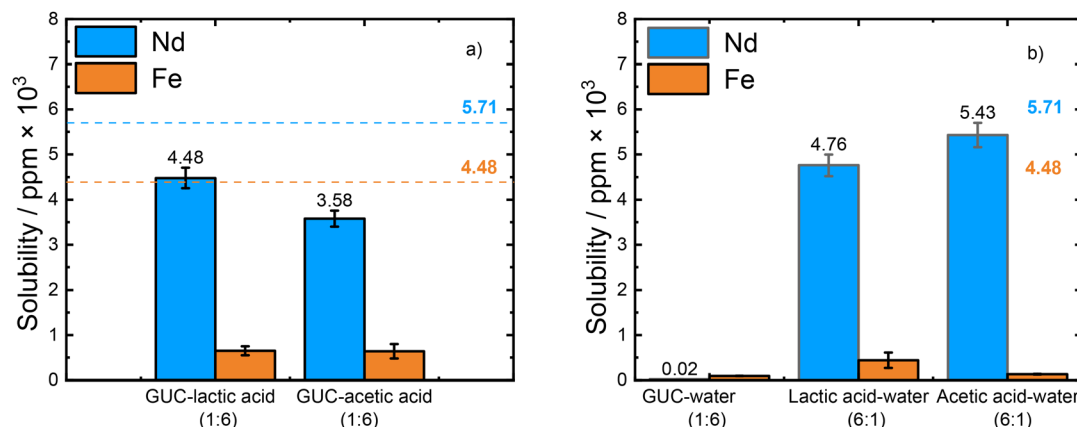 Solubility / ppm × 10³
8
7
6
5
4
3
2
1
0
Nd
Fe
a)
5.71
4.48
4.48
3.58
GUC-lactic acid
(1:6)
GUC-acetic acid
(1:6)
Solubility / ppm × 10³
8
7
6
5
4
3
2
1
0
Nd
Fe
b)
5.71
4.48
0.02
4.76
5.43
GUC-water
(1:6)
Lactic acid-water
(6:1)
Acetic acid-water
(6:1)